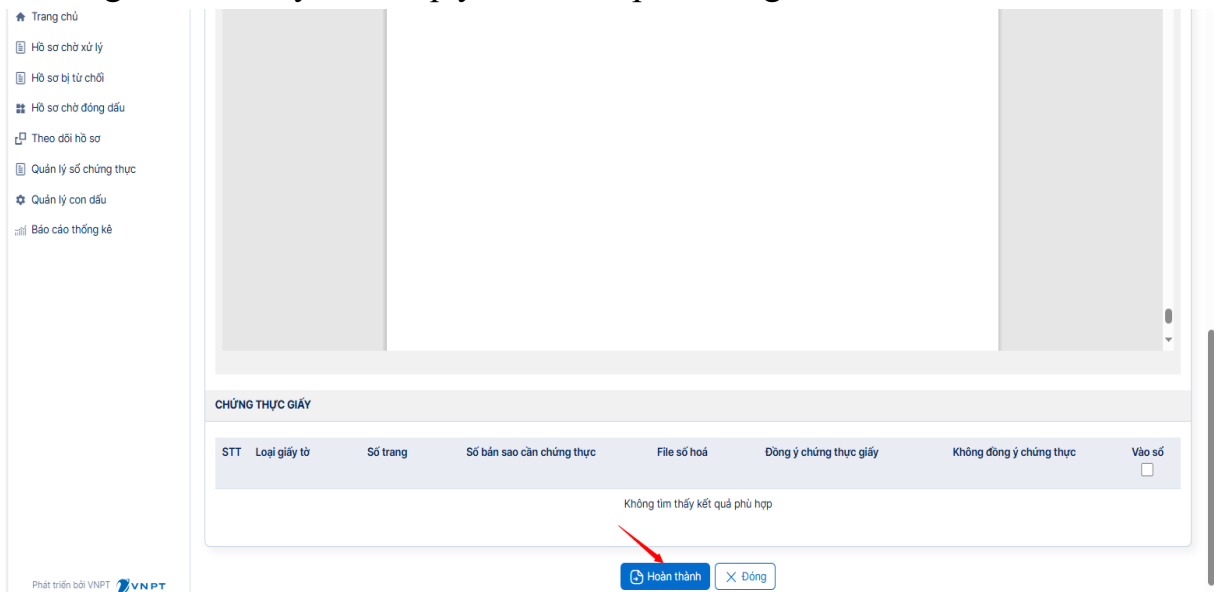 Trang chủ
Hồ sơ chờ xử lý
Hồ sơ bị từ chối
Hồ sơ chờ đóng dấu
Theo dõi hồ sơ
Quản lý sổ chứng thực
Quản lý con dấu
Báo cáo thống kê
CHỨNG THỰC GIẤY
STT Loại giấy tờ Số trang Số bản sao cần chứng thực File số hoá Đồng ý chứng thực giấy Không đồng ý chứng thực Vào sổ
Không tìm thấy kết quả phù hợp
Hoàn thành Đóng
Phát triển bởi VNPT VNPT